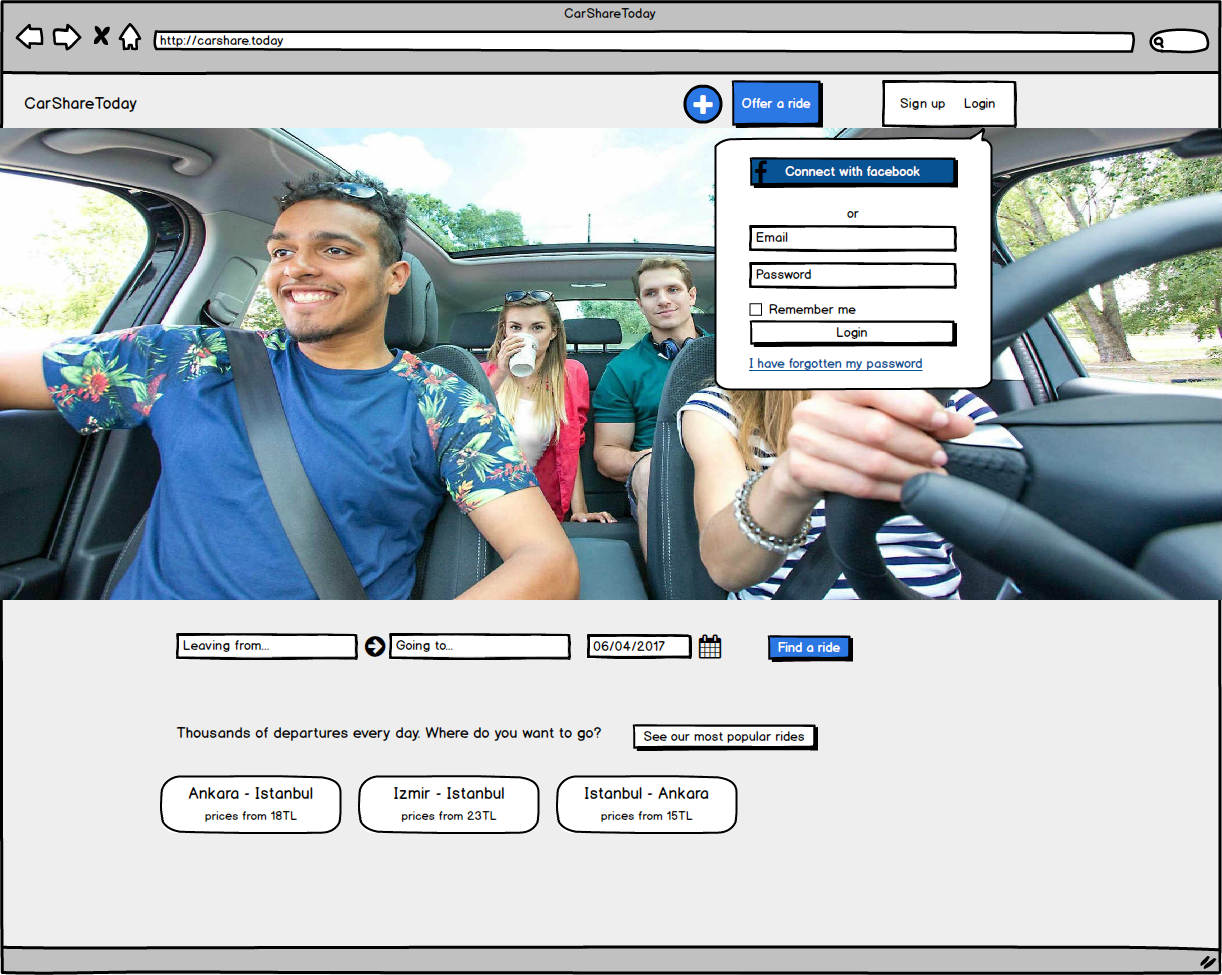 CarShareToday
http://carshare.today
CarShareToday
Offer a ride
Sign up
Login
Connect with facebook
or
Email
Password
Remember me
Login
I have forgotten my password
Leaving from...
Going to...
06/04/2017
Find a ride
Thousands of departures every day. Where do you want to go?
See our most popular rides
Ankara - Istanbul
prices from 18TL
Izmir - Istanbul
prices from 23TL
Istanbul - Ankara
prices from 15TL